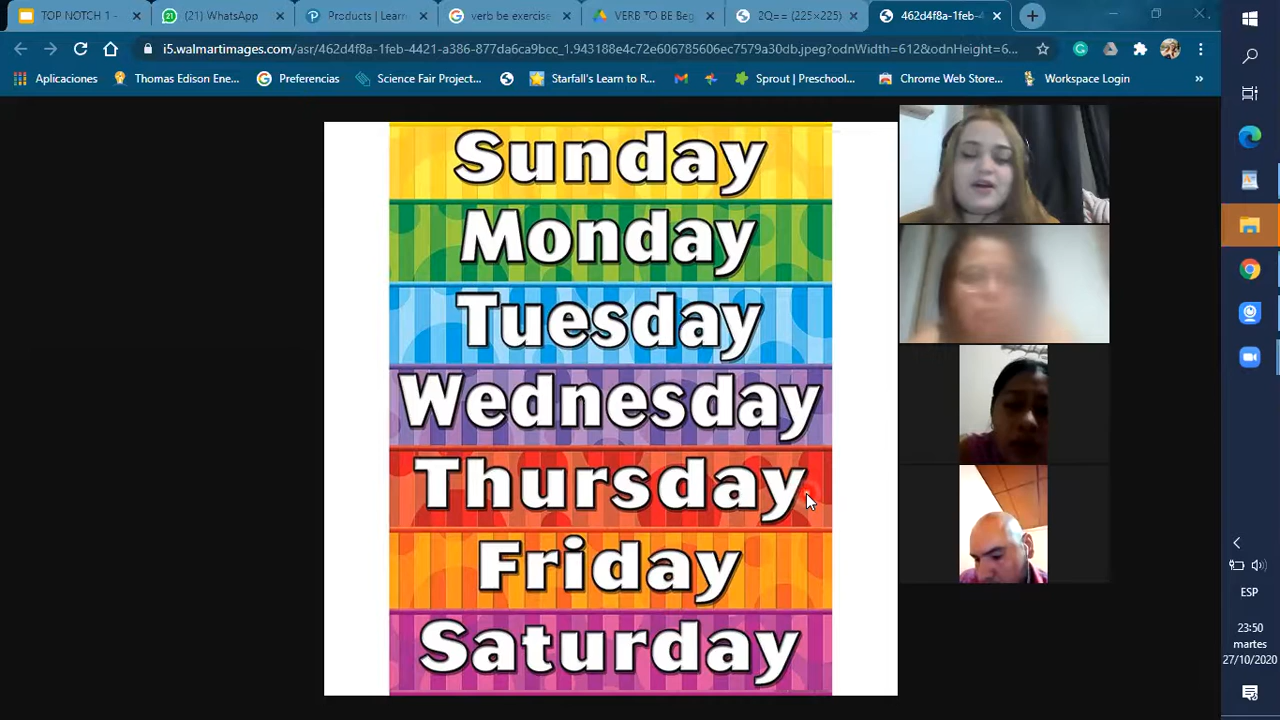 TOP NOTCH 1 -
(21) WhatsApp
Products | Learn
verb be exercise
VERB TO BE Beg
2Q== (225×225)
462d4f8a-1feb-
i5.walmartimages.com/asr/462d4f8a-1feb-4421-a386-877da6ca9bcc_1.943188e4c72e606785606ec7579a30db.jpeg?odnWidth=612&odnHeight=6...
Aplicaciones
Thomas Edison Ene...
Preferencias
Science Fair Project...
Starfall's Learn to R...
Sprout | Preschool...
Chrome Web Store...
Workspace Login
»
Sunday
Monday
Tuesday
Wednesday
Thursday
Friday
Saturday
ESP
23:50
martes
27/10/2020